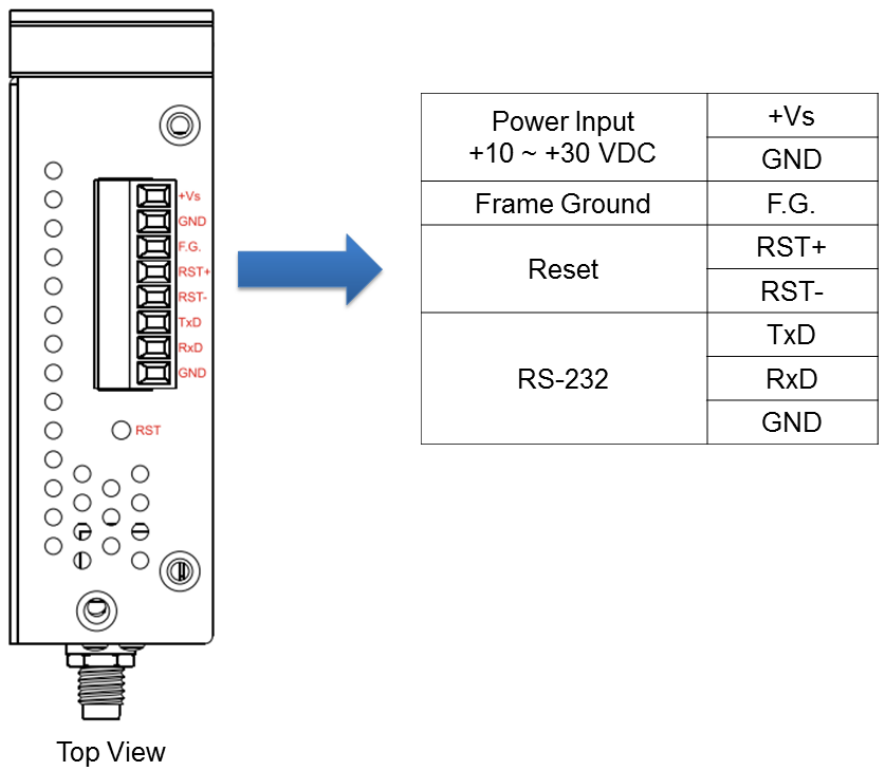 +Vs
GND
F.G.
RST+
RST-
TxD
RxD
GND
RST
Top View
Power Input
+10 ~ +30 VDC
+Vs
GND
Frame Ground
F.G.
Reset
RST+
RST-
RS-232
TxD
RxD
GND